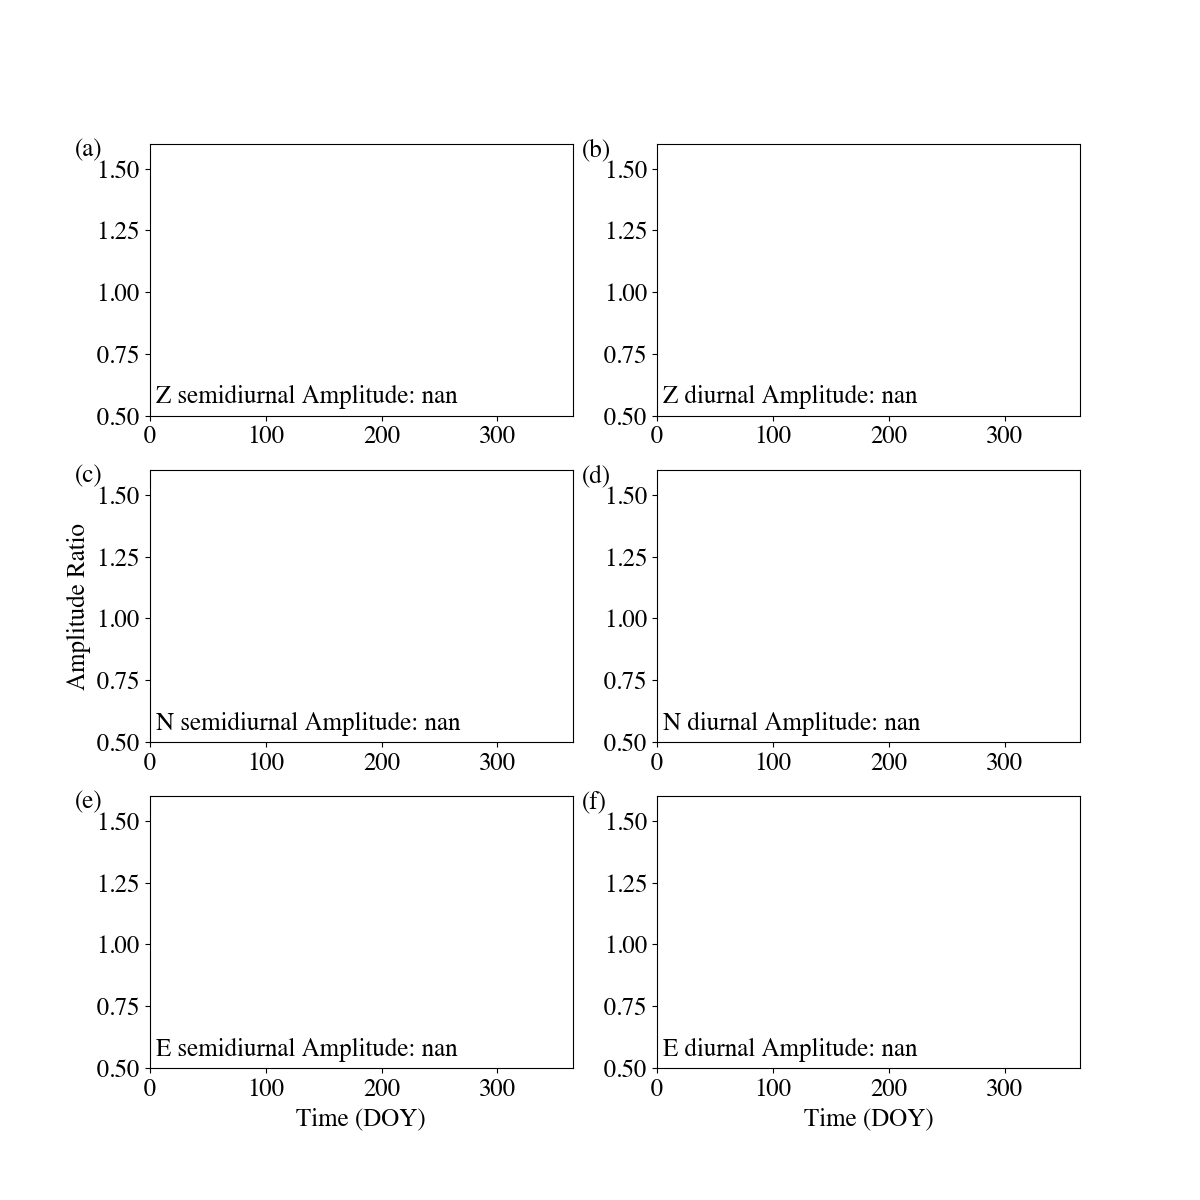 (a)
1.50
1.25
1.00
0.75
0.50
Z semidiurnal Amplitude: nan
0 100 200 300
(b)
1.50
1.25
1.00
0.75
0.50
Z diurnal Amplitude: nan
0 100 200 300
(c)
Amplitude Ratio
1.50
1.25
1.00
0.75
0.50
N semidiurnal Amplitude: nan
0 100 200 300
(d)
1.50
1.25
1.00
0.75
0.50
N diurnal Amplitude: nan
0 100 200 300
(e)
1.50
1.25
1.00
0.75
0.50
E semidiurnal Amplitude: nan
0 100 200 300
Time (DOY)
(f)
1.50
1.25
1.00
0.75
0.50
E diurnal Amplitude: nan
0 100 200 300
Time (DOY)